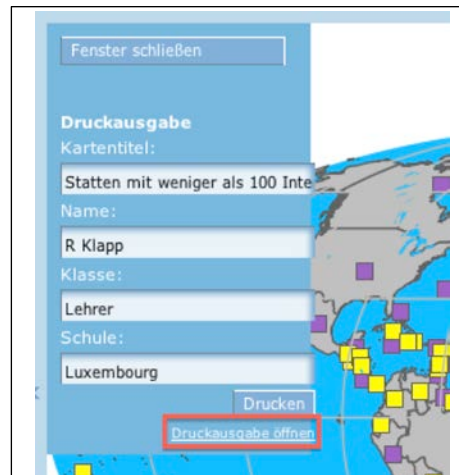 Fenster schließen
Druckausgabe
Kartentitel:
Statten mit weniger als 100 Inte
Name:
R Klapp
Klasse:
Lehrer
Schule:
Luxembourg
Drucken
Druckausgabe öffnen